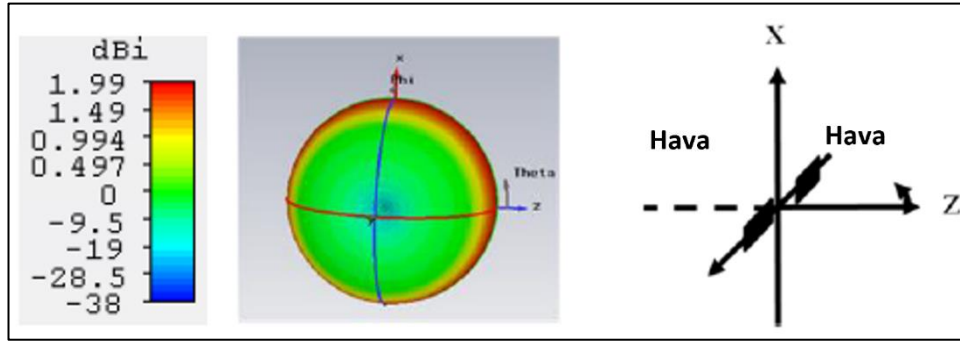 dBi
1.99
1.49
0.994
0.497
0
-9.5
-19
-28.5
-38
x
Phi
Theta
z
y
X
Hava
Hava
Z